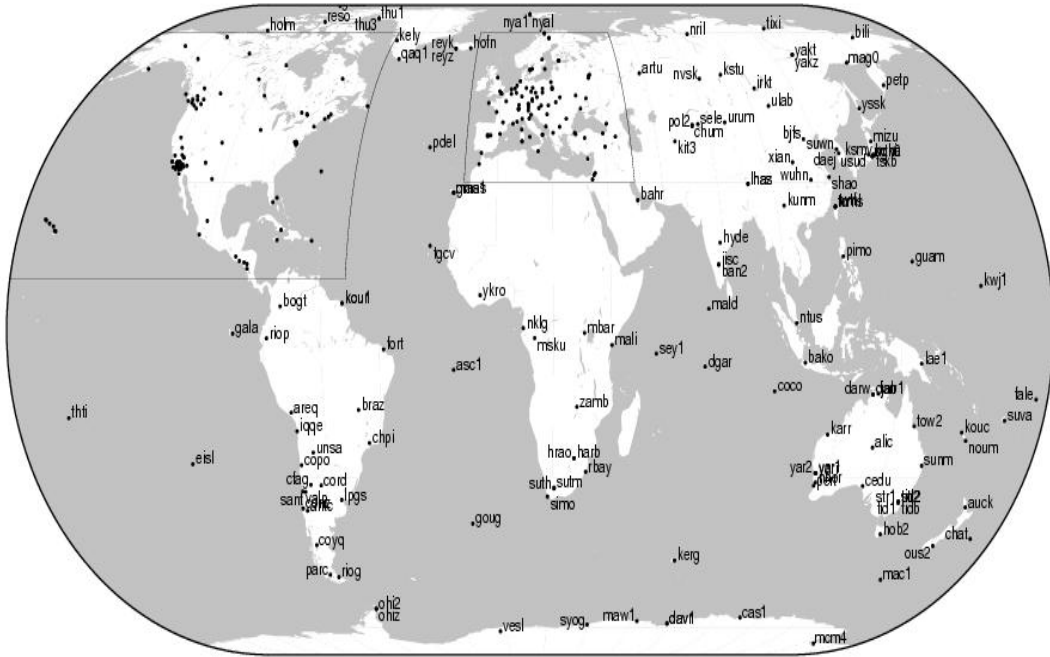 thu1
reso
thu3
holm
nya1 nyal
nril
tixi
bili
kely
reyk
hofn
qaq1
reyz
yakt
yakz
mag0
artu
nvsk
kstu
irkt
petp
ulab
yssk
pol2
sele
urum
chum
bjfs
suwn
mizu
pdel
kit3
daej
usud
tskb
xian
lhas
wuhn
shao
bahr
kunm
hyde
pimo
guam
tgcv
iisc
ban2
kwj1
ykro
bogt
kour
mald
ntus
gala
riop
nklg
mbar
msku
mali
fort
sey1
asc1
dgar
bako
lae1
coco
darw
fale
thti
areq
braz
zamb
suva
iqqe
chpi
karr
tow2
kouc
noum
unsa
alic
eisl
copo
hrao
harb
rbay
yar2
sunm
cfag
cord
suth
sutm
cedu
sant
lpgs
simo
str1
tid1
tidb
auck
goug
hob2
chat
coyq
ous2
kerg
parc
riog
mac1
ohi2
ohiz
vesl
syog
maw1
dav1
cas1
mcm4